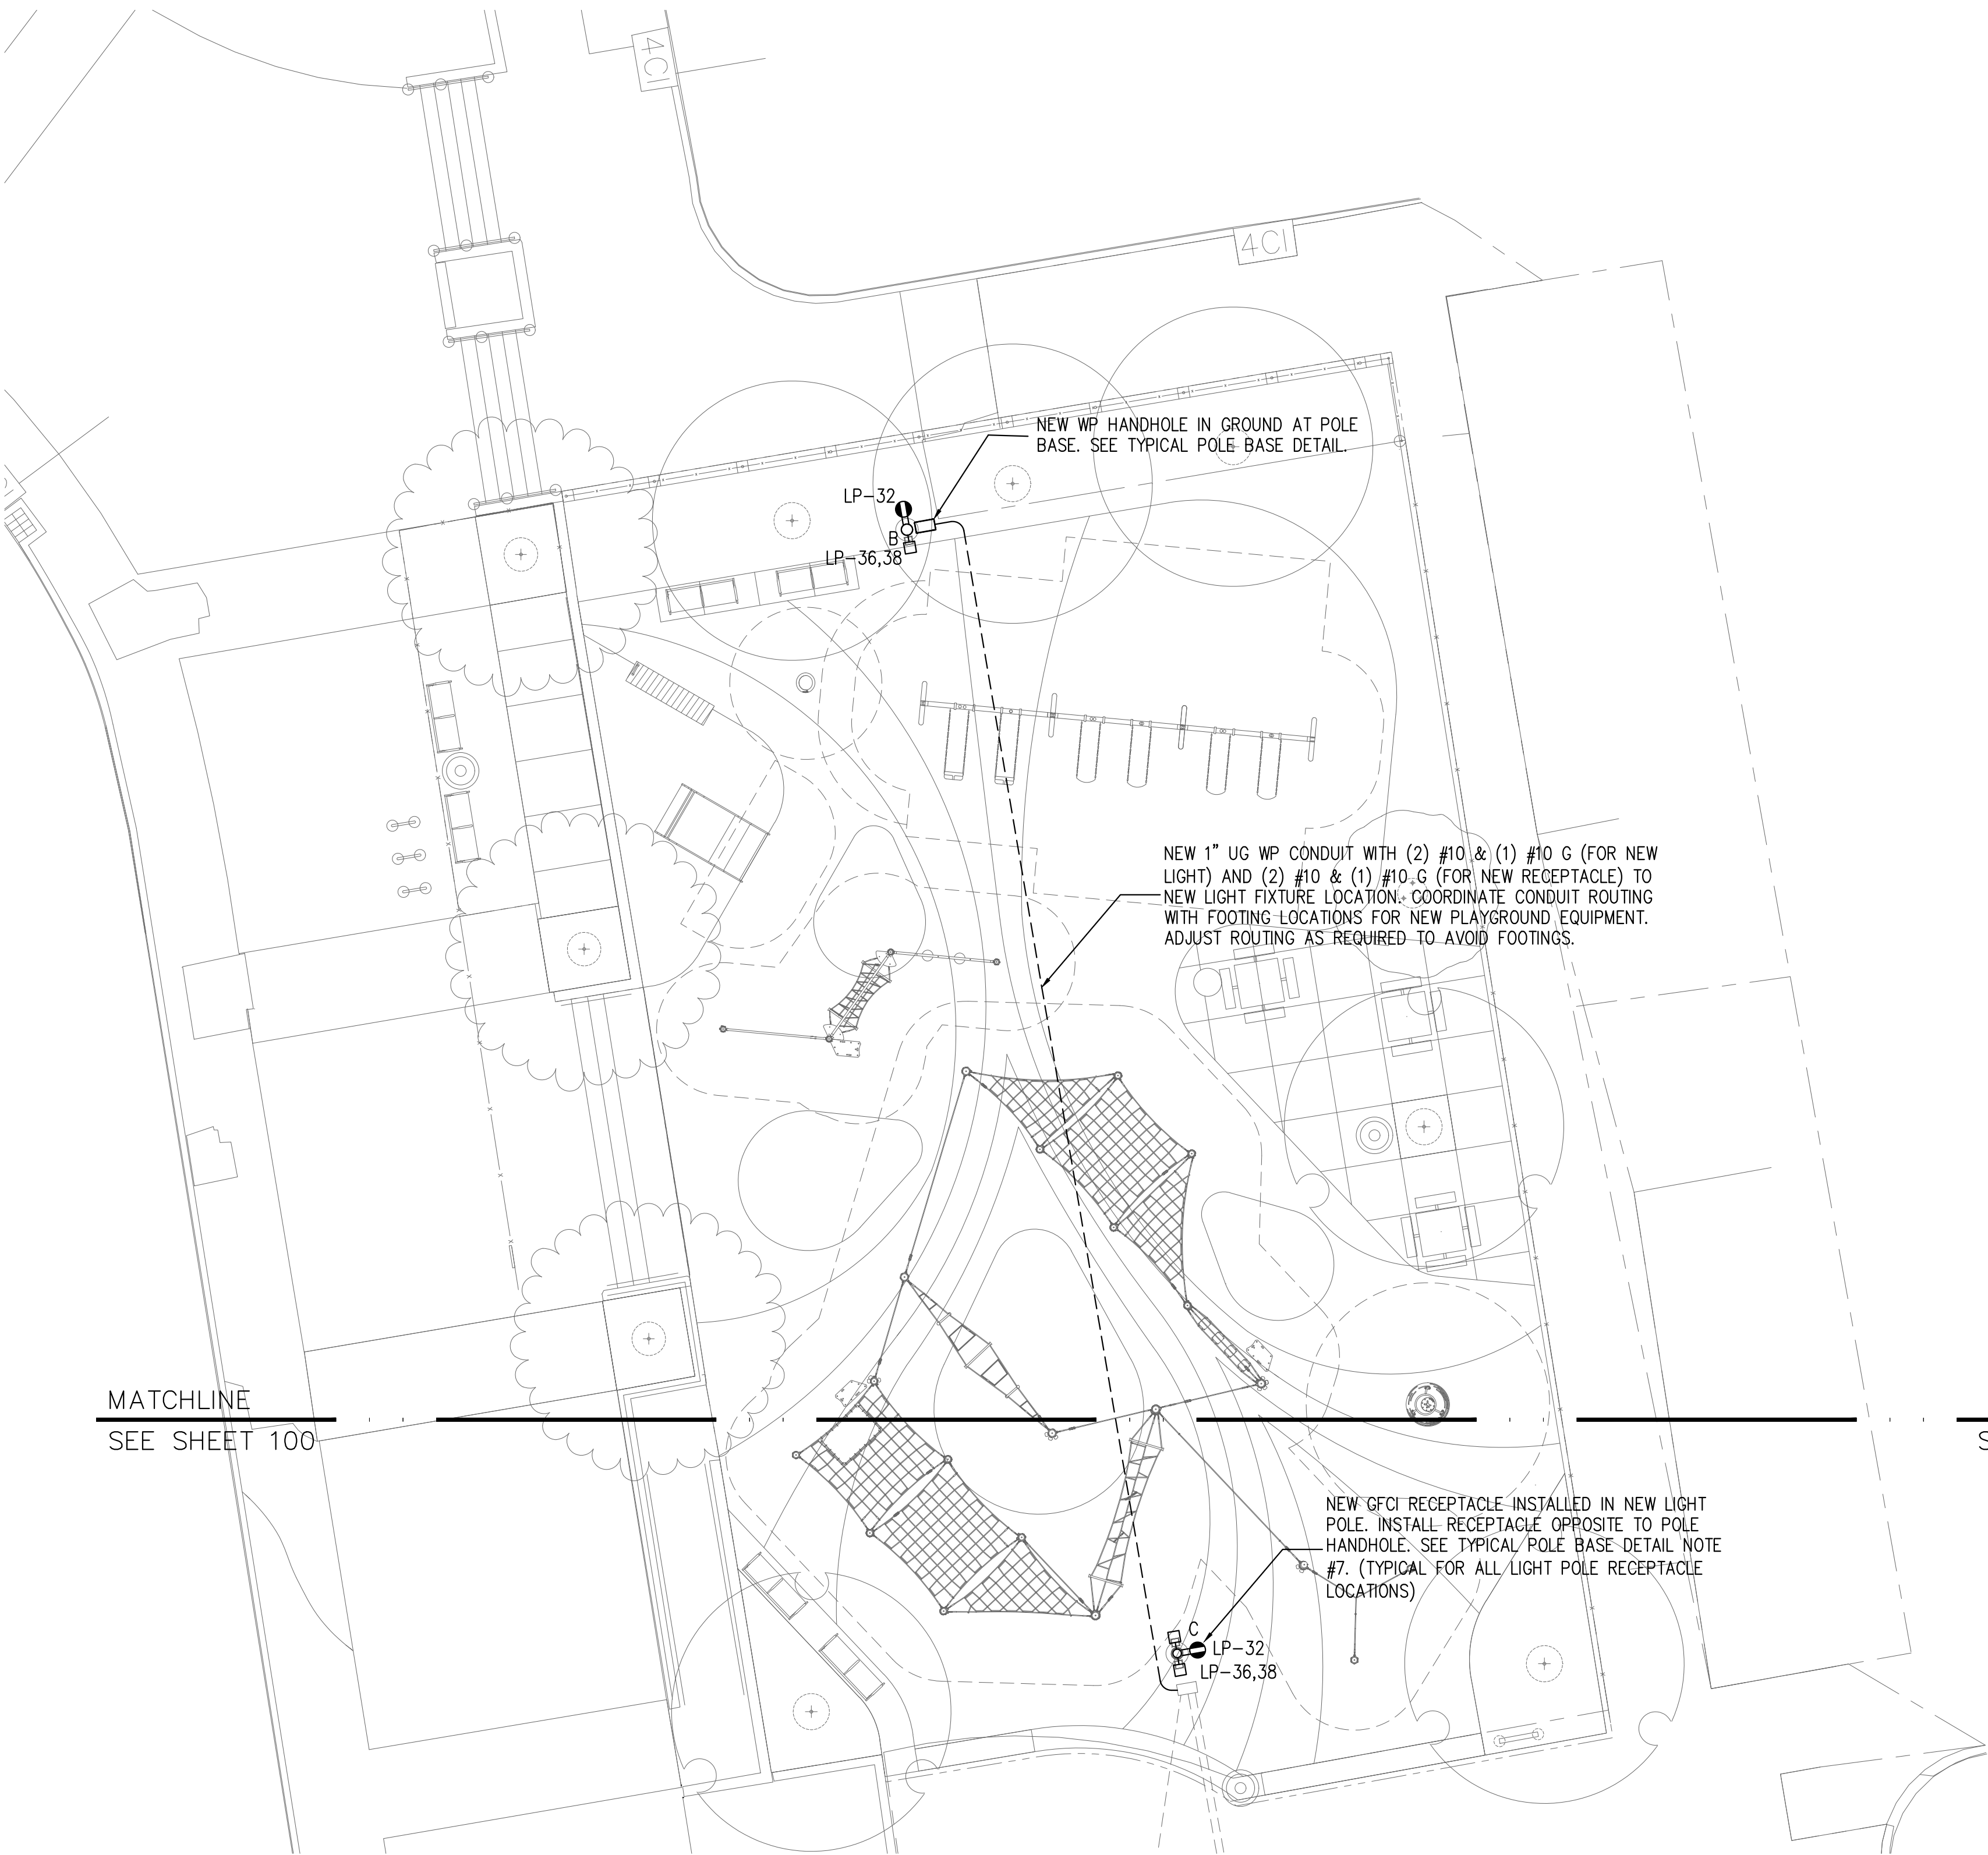 4CI
4CI
NEW WP HANDHOLE IN GROUND AT POLE
BASE. SEE TYPICAL POLE BASE DETAIL.
LP-32
B
LP-36,38
NEW 1" UG WP CONDUIT WITH (2) #10 & (1) #10 G (FOR NEW
LIGHT) AND (2) #10 & (1) #10 G (FOR NEW RECEPTACLE) TO
NEW LIGHT FIXTURE LOCATION. COORDINATE CONDUIT ROUTING
WITH FOOTING LOCATIONS FOR NEW PLAYGROUND EQUIPMENT.
ADJUST ROUTING AS REQUIRED TO AVOID FOOTINGS.
MATCHLINE
SEE SHEET 100
S
NEW GFCI RECEPTACLE INSTALLED IN NEW LIGHT
POLE. INSTALL RECEPTACLE OPPOSITE TO POLE
HANDHOLE. SEE TYPICAL POLE BASE DETAIL NOTE
#7. (TYPICAL FOR ALL LIGHT POLE RECEPTACLE
LOCATIONS)
C
LP-32
LP-36,38